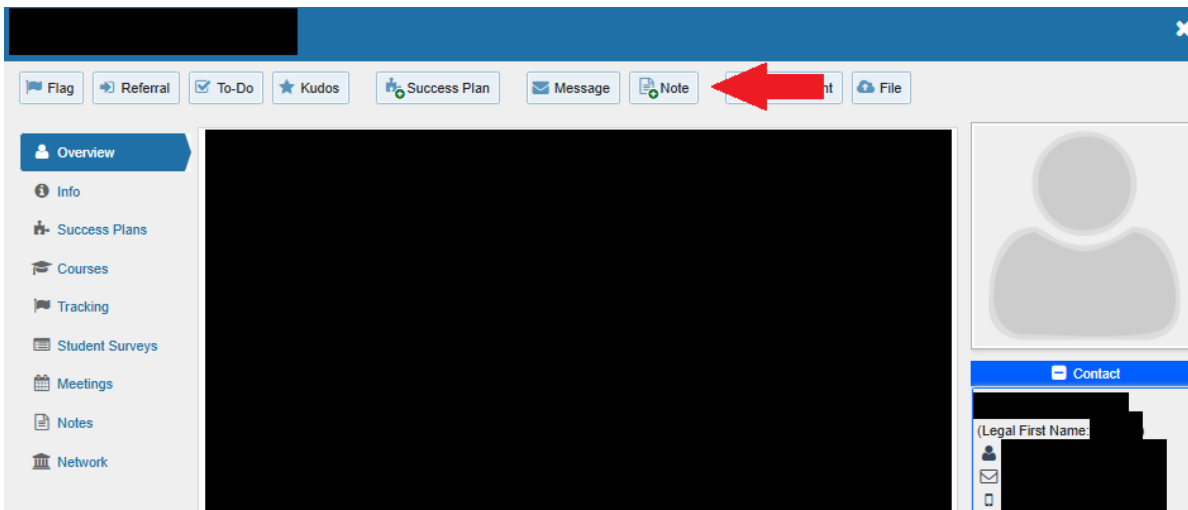 Flag Referral To-Do Kudos Success Plan Message Note nt File
Overview
Info
Success Plans
Courses
Tracking
Student Surveys
Meetings
Contact
Notes
(Legal First Name:
Network